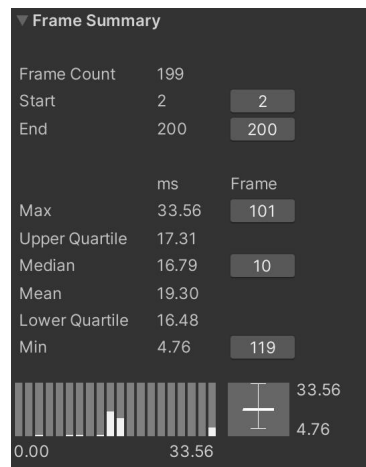 Frame Summary
Frame Count 199
Start 2 2
End 200 200
ms Frame
Max 33.56 101
Upper Quartile 17.31
Median 16.79 10
Mean 19.30
Lower Quartile 16.48
Min 4.76 119
33.56
4.76
0.00 33.56